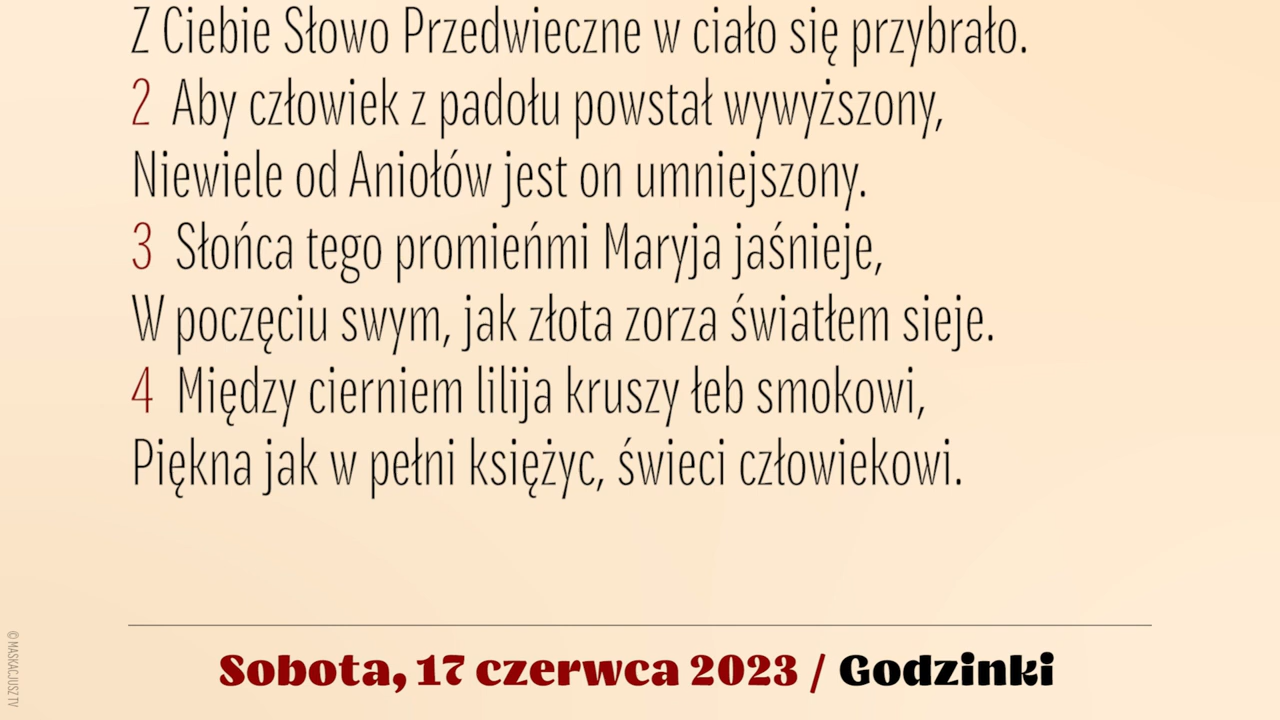 Z Ciebie Słowo Przedwieczne w ciało się przybrało.
2 Aby człowiek z padołu powstał wywyższony,
Niewiele od Aniołów jest on umniejszony.
3 Słońca tego promieńmi Maryja jaśnieje,
W poczęciu swym, jak złota zorza światłem sieje.
4 Między cierniem lilija kruszy łeb smokowi,
Piękna jak w pełni księżyc, świeci człowiekowi.
Sobota, 17 czerwca 2023 / Godzinki
© MASKACJUSZ TV